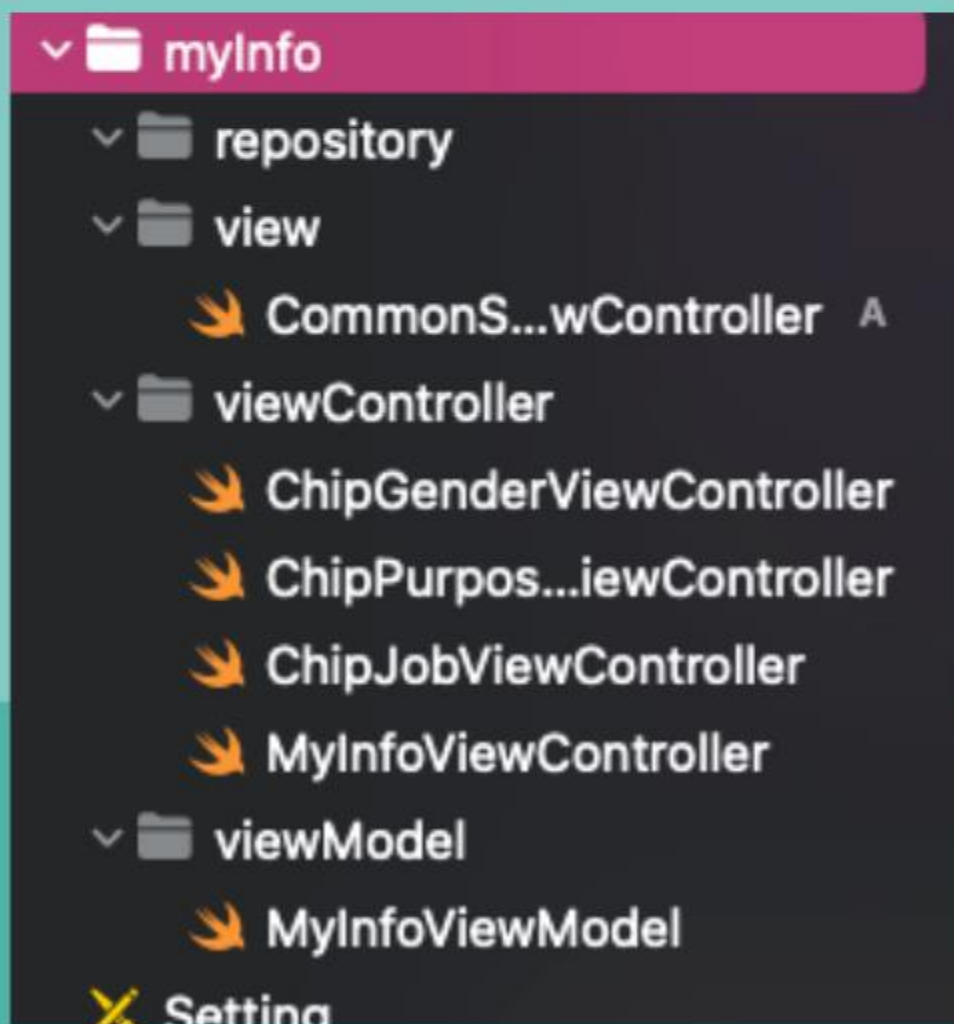 myInfo
repository
view
CommonS...wController A
viewController
ChipGenderViewController
ChipPurpos...iewController
ChipJobViewController
MyInfoViewController
viewModel
MyInfoViewModel
Setting